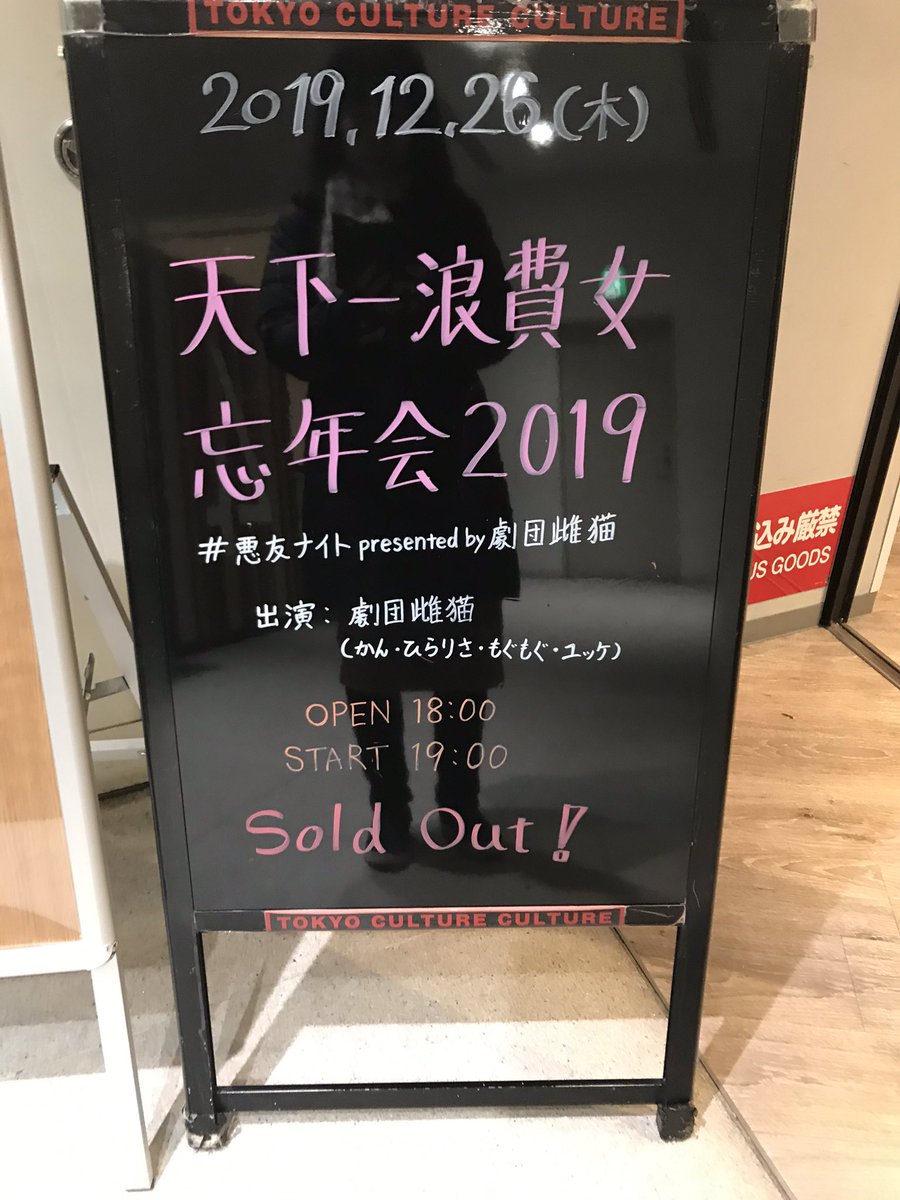 TOKYO CULTURE CULTURE
2019.12.26(木)
天下一浪費女
忘年会2019
#悪友ナイト presented by 劇団雌猫
出演: 劇団雌猫
(かん・ひらりさ・もぐもぐ・ユッケ)
OPEN 18:00
START 19:00
Sold Out!
TOKYO CULTURE CULTURE
込み厳禁
US GOODS